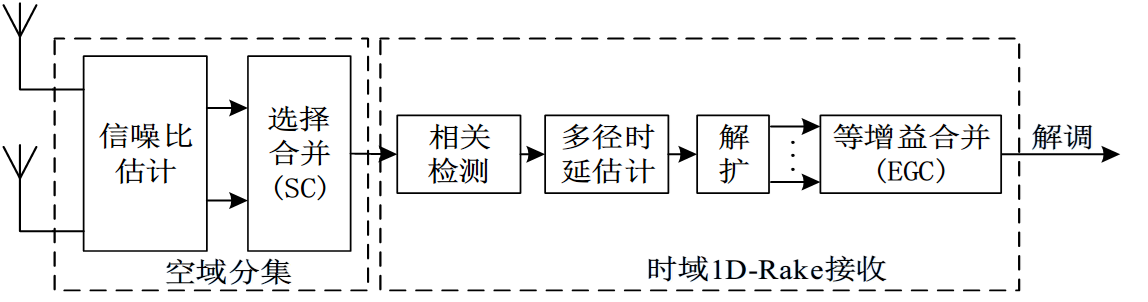 信噪比
估计
选择
合并
(SC)
空域分集
相关
检测
多径时
延估计
解
扩
等增益合并
(EGC)
解调
时域1D-Rake接收